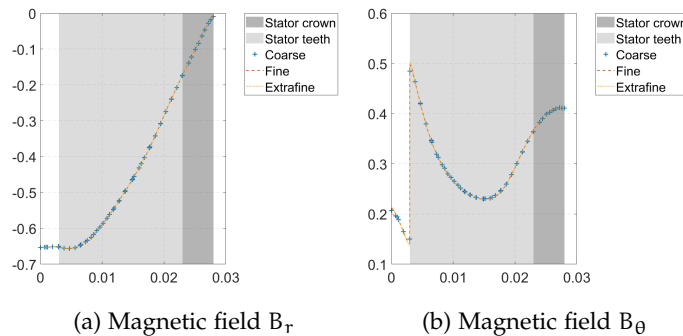 0
-0.1
-0.2
-0.3
-0.4
-0.5
-0.6
-0.7
0
0.01
0.02
0.03
Stator crown
Stator teeth
Coarse
Fine
Extrafine
(a) Magnetic field Br
0.6
0.5
0.4
0.3
0.2
0.1
0
0.01
0.02
0.03
Stator crown
Stator teeth
Coarse
Fine
Extrafine
(b) Magnetic field Bθ